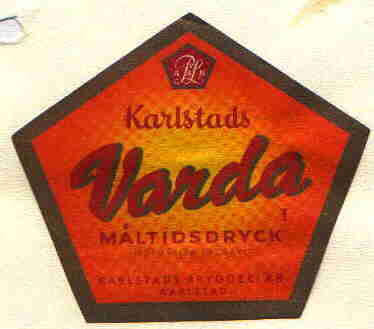 Karlstads
Varda
I
MÅLTIDSDRYCK
KARLSTADS BRYGGERI AB.
KARLSTAD.